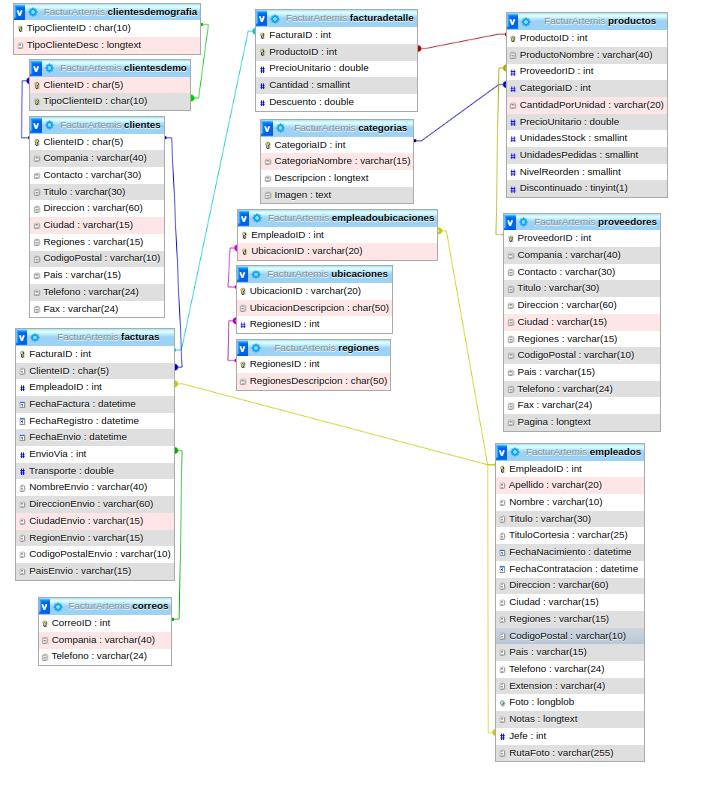 v FacturArtemis clientesdemografia
TipoClienteID : char(10)
TipoClienteDesc : longtext
v FacturArtemis clientesdemo
ClienteID : char(5)
TipoClienteID : char(10)
v FacturArtemis clientes
ClienteID : char(5)
Compania : varchar(40)
Contacto : varchar(30)
Titulo : varchar(30)
Direccion : varchar(60)
Ciudad : varchar(15)
Regiones : varchar(15)
CodigoPostal : varchar(10)
Pais : varchar(15)
Telefono : varchar(24)
Fax : varchar(24)
v FacturArtemis facturas
FacturaID : int
ClienteID : char(5)
# EmpleadoID : int
FechaFactura : datetime
FechaRegistro : datetime
FechaEnvio : datetime
# EnvioVia : int
# Transporte : double
NombreEnvio : varchar(40)
DireccionEnvio : varchar(60)
CiudadEnvio : varchar(15)
RegionEnvio : varchar(15)
CodigoPostalEnvio : varchar(10)
PaisEnvio : varchar(15)
v FacturArtemis correos
CorreoID : int
Compania : varchar(40)
Telefono : varchar(24)
v FacturArtemis facturadetalle
FacturaID : int
ProductoID : int
# PrecioUnitario : double
# Cantidad : smallint
# Descuento : double
v FacturArtemis categorias
CategoriaID : int
CategoriaNombre : varchar(15)
Descripcion : longtext
Imagen : text
v FacturArtemis empleadoubicaciones
EmpleadoID : int
UbicacionID : varchar(20)
v FacturArtemis ubicaciones
UbicacionID : varchar(20)
UbicacionDescripcion : char(50)
# RegionesID : int
v FacturArtemis regiones
RegionesID : int
RegionesDescripcion : char(50)
v FacturArtemis productos
ProductoID : int
ProductoNombre : varchar(40)
# ProveedorID : int
# CategoriaID : int
CantidadPorUnidad : varchar(20)
# PrecioUnitario : double
# UnidadesStock : smallint
# UnidadesPedidas : smallint
# NivelReorden : smallint
# Discontinuado : tinyint(1)
v FacturArtemis proveedores
ProveedorID : int
Compania : varchar(40)
Contacto : varchar(30)
Titulo : varchar(30)
Direccion : varchar(60)
Ciudad : varchar(15)
Regiones : varchar(15)
CodigoPostal : varchar(10)
Pais : varchar(15)
Telefono : varchar(24)
Fax : varchar(24)
Pagina : longtext
v FacturArtemis empleados
EmpleadoID : int
Apellido : varchar(20)
Nombre : varchar(10)
Titulo : varchar(30)
TituloCortesia : varchar(25)
FechaNacimiento : datetime
FechaContratacion : datetime
Direccion : varchar(60)
Ciudad : varchar(15)
Regiones : varchar(15)
CodigoPostal : varchar(10)
Pais : varchar(15)
Telefono : varchar(24)
Extension : varchar(4)
Foto : longblob
Notas : longtext
# Jefe : int
RutaFoto : varchar(255)